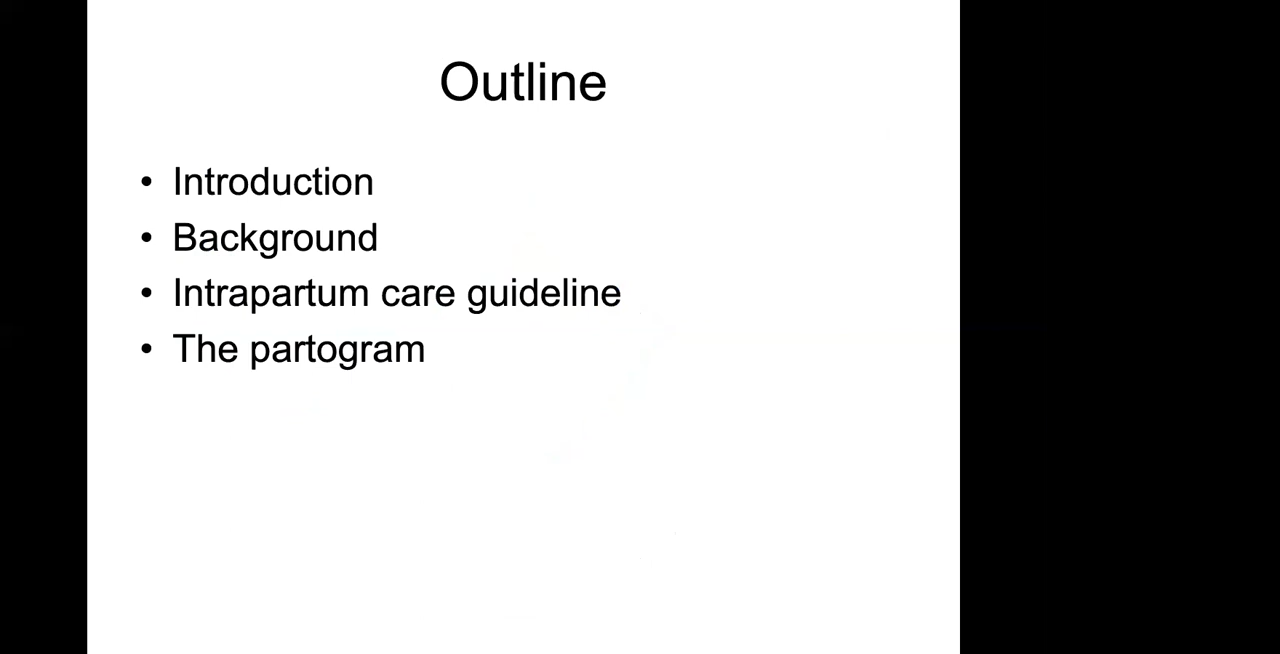 Outline
• Introduction
• Background
• Intrapartum care guideline
• The partogram